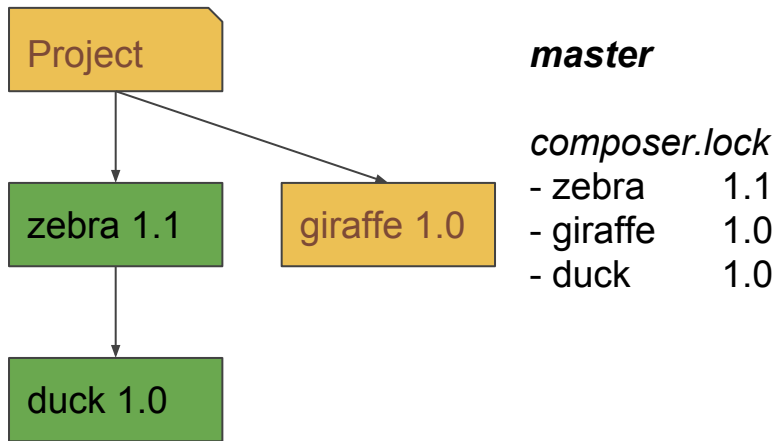 Project
zebra 1.1
giraffe 1.0
duck 1.0
master
composer.lock
- zebra 1.1
- giraffe 1.0
- duck 1.0